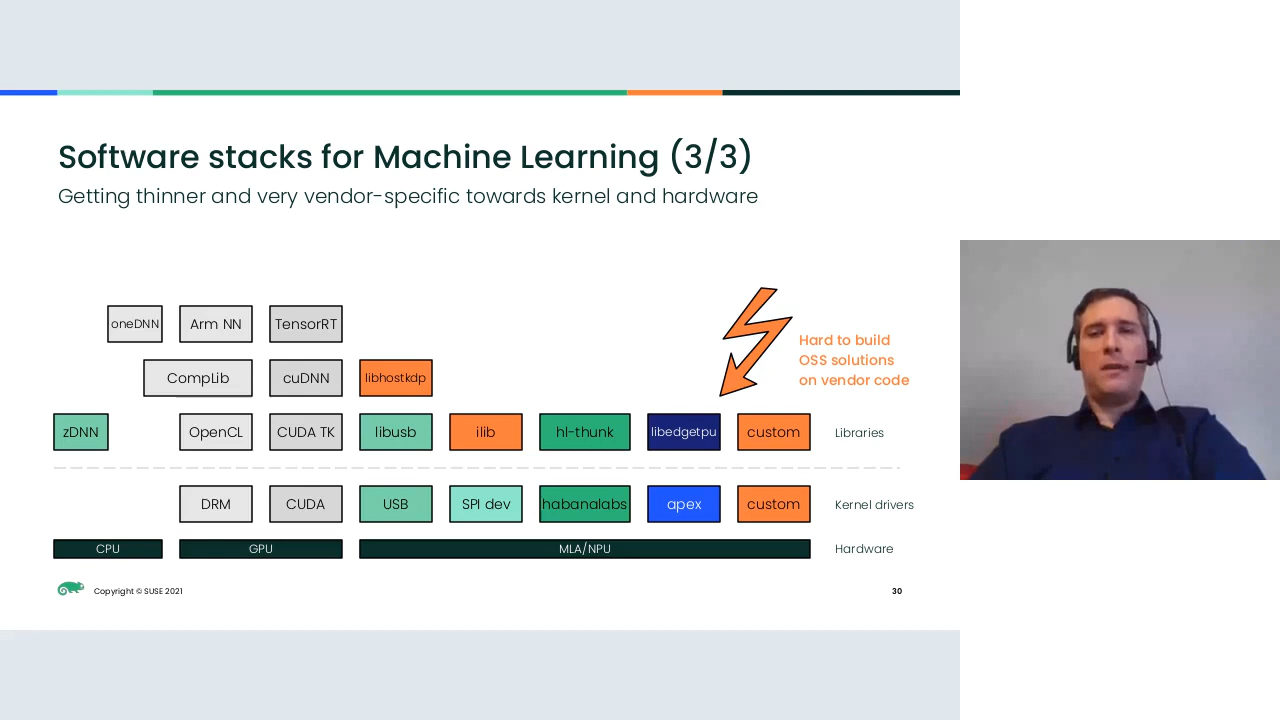 Software stacks for Machine Learning (3/3)
Getting thinner and very vendor-specific towards kernel and hardware
oneDNN Arm NN TensorRT
Hard to build
OSS solutions
on vendor code
CompLib cuDNN libhostkdp
zDNN OpenCL CUDA TK libusb ilib hl-thunk libedgetpu custom Libraries
DRM CUDA USB SPI dev habanalabs apex custom Kernel drivers
CPU GPU MLA/NPU Hardware
Copyright © SUSE 2021 30